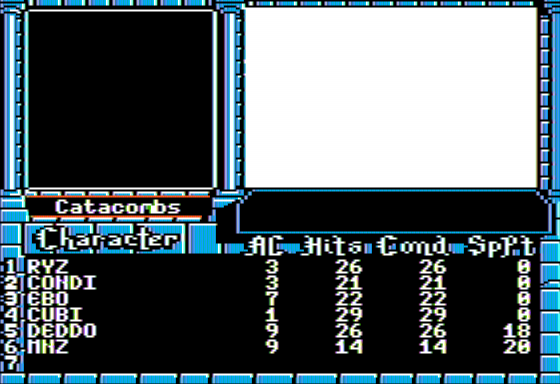 Catacombs
Character AC Hits Cond SpPt
1 RYZ 3 26 26 0
2 CONDI 3 21 21 0
3 EBO 7 22 22 0
4 CUBI 1 29 29 0
5 DEDDO 9 26 26 18
6 MNZ 9 14 14 20
7